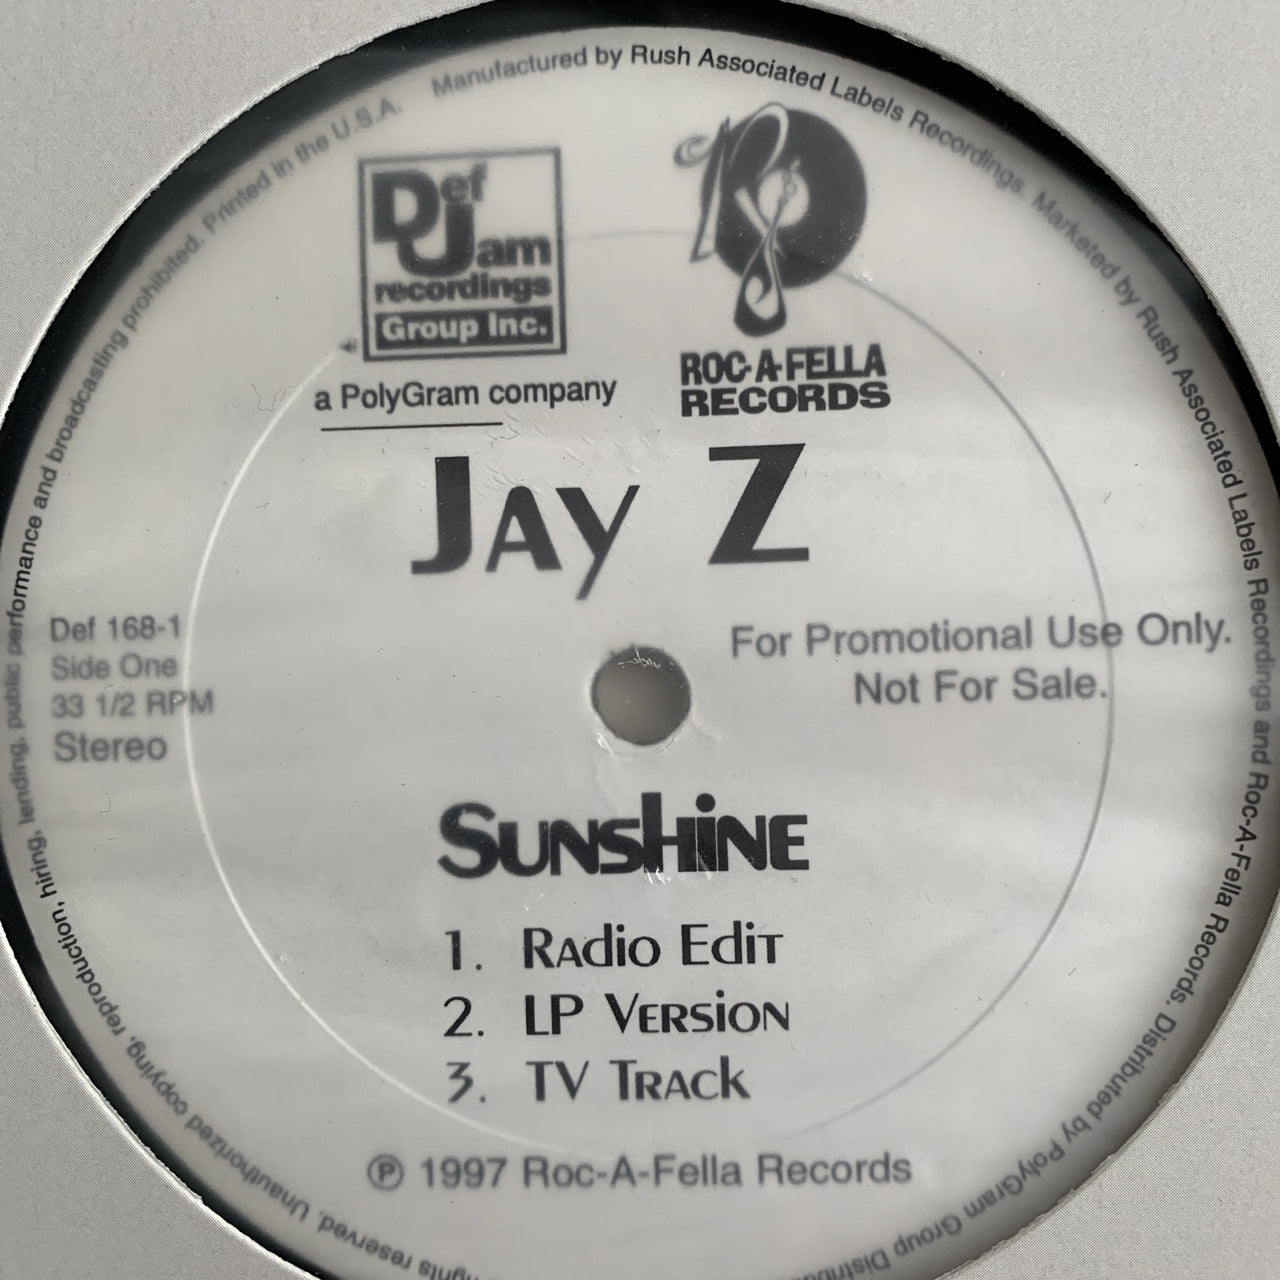 Manufactured by Rush Associated Labels Recordings. Marketed by Rush Associated Labels Recordings and Roc-A-Fella Records. Distributed by PolyGram Group
rights reserved. Unauthorized copying, reproduction, hiring, lending, public performance and broadcasting prohibited. Printed in the U.S.A.
Def Jam
recordings
Group Inc.
a PolyGram company
ROC-A-FELLA
RECORDS
Jay Z
Def 168-1
Side One
33 1/2 RPM
Stereo
For Promotional Use Only.
Not For Sale.
Sunshine
1. Radio Edit
2. LP Version
3. TV Track
℗ 1997 Roc-A-Fella Records